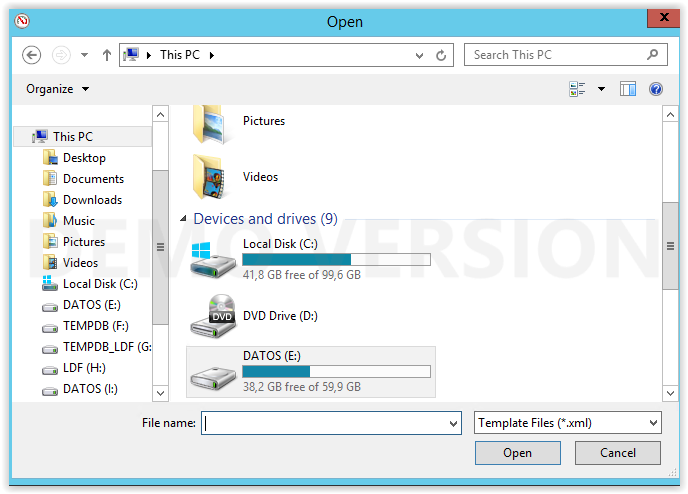 Open
This PC
Search This PC
Organize
This PC
Desktop
Documents
Downloads
Music
Pictures
Videos
Local Disk (C:)
DATOS (E:)
TEMPDB (F:)
TEMPDB_LDF (G:
LDF (H:)
DATOS (I:)
Pictures
Videos
Devices and drives (9)
Local Disk (C:)
41,8 GB free of 99,6 GB
DVD
DVD Drive (D:)
DATOS (E:)
38,2 GB free of 59,9 GB
DEMO VERSION
File name:
Template Files (*.xml)
Open
Cancel